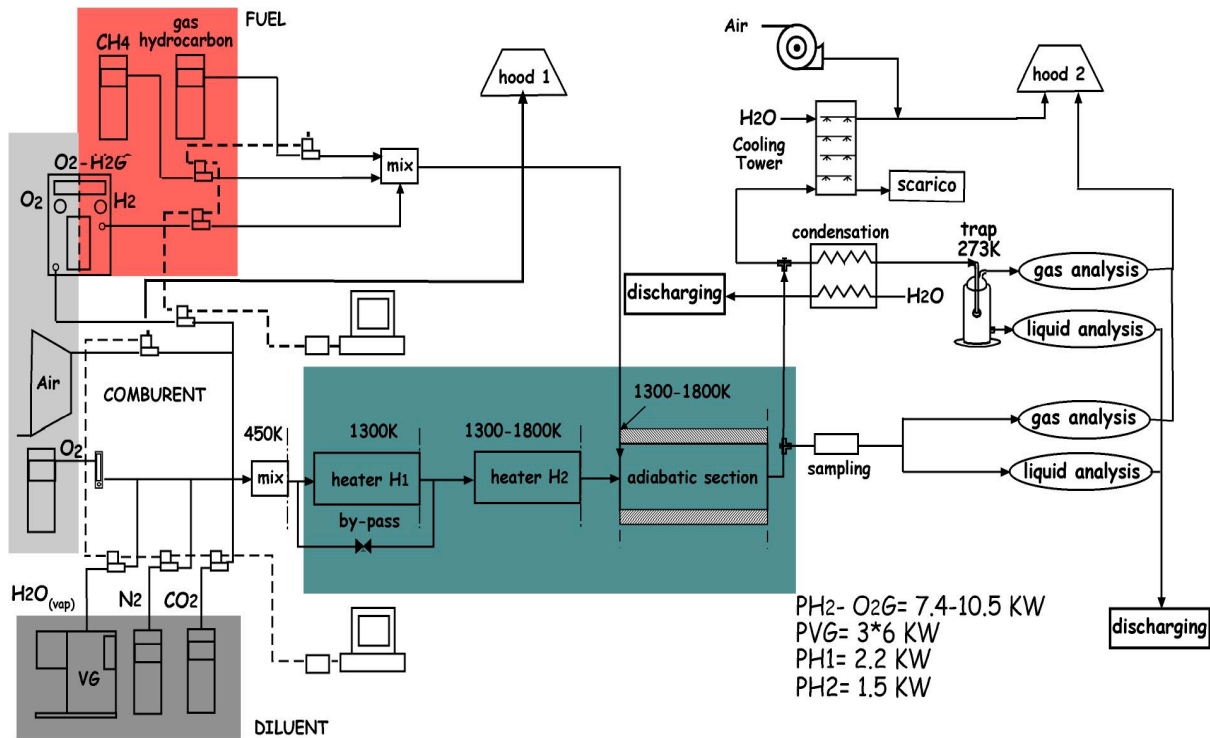 FUEL
CH4
gas
hydrocarbon
hood 1
Air
hood 2
H2O
Cooling
Tower
scarico
O2-H2G
O2
H2
mix
condensation
trap
273K
gas analysis
discharging
H2O
liquid analysis
Air
COMBURENT
1300-1800K
450K
1300K
1300-1800K
gas analysis
O2
mix
heater H1
heater H2
adiabatic section
sampling
liquid analysis
by-pass
H2O(vap)
N2
CO2
PH2- O2G= 7.4-10.5 KW
PVG= 3*6 KW
PH1= 2.2 KW
PH2= 1.5 KW
discharging
VG
DILUENT